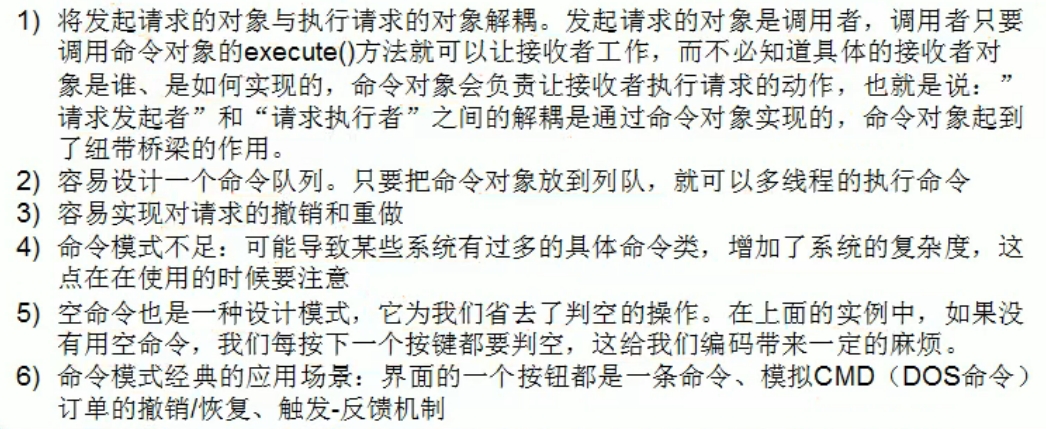 1) 将发起请求的对象与执行请求的对象解耦。发起请求的对象是调用者，调用者只要
调用命令对象的execute()方法就可以让接收者工作，而不必知道具体的接收者对
象是谁、是如何实现的，命令对象会负责让接收者执行请求的动作，也就是说：”
请求发起者”和“请求执行者”之间的解耦是通过命令对象实现的，命令对象起到
了纽带桥梁的作用。
2) 容易设计一个命令队列。只要把命令对象放到列队，就可以多线程的执行命令
3) 容易实现对请求的撤销和重做
4) 命令模式不足：可能导致某些系统有过多的具体命令类，增加了系统的复杂度，这
点在在使用的时候要注意
5) 空命令也是一种设计模式，它为我们省去了判空的操作。在上面的实例中，如果没
有用空命令，我们每按下一个按键都要判空，这给我们编码带来一定的麻烦。
6) 命令模式经典的应用场景：界面的一个按钮都是一条命令、模拟CMD（DOS命令）
订单的撤销/恢复、触发-反馈机制